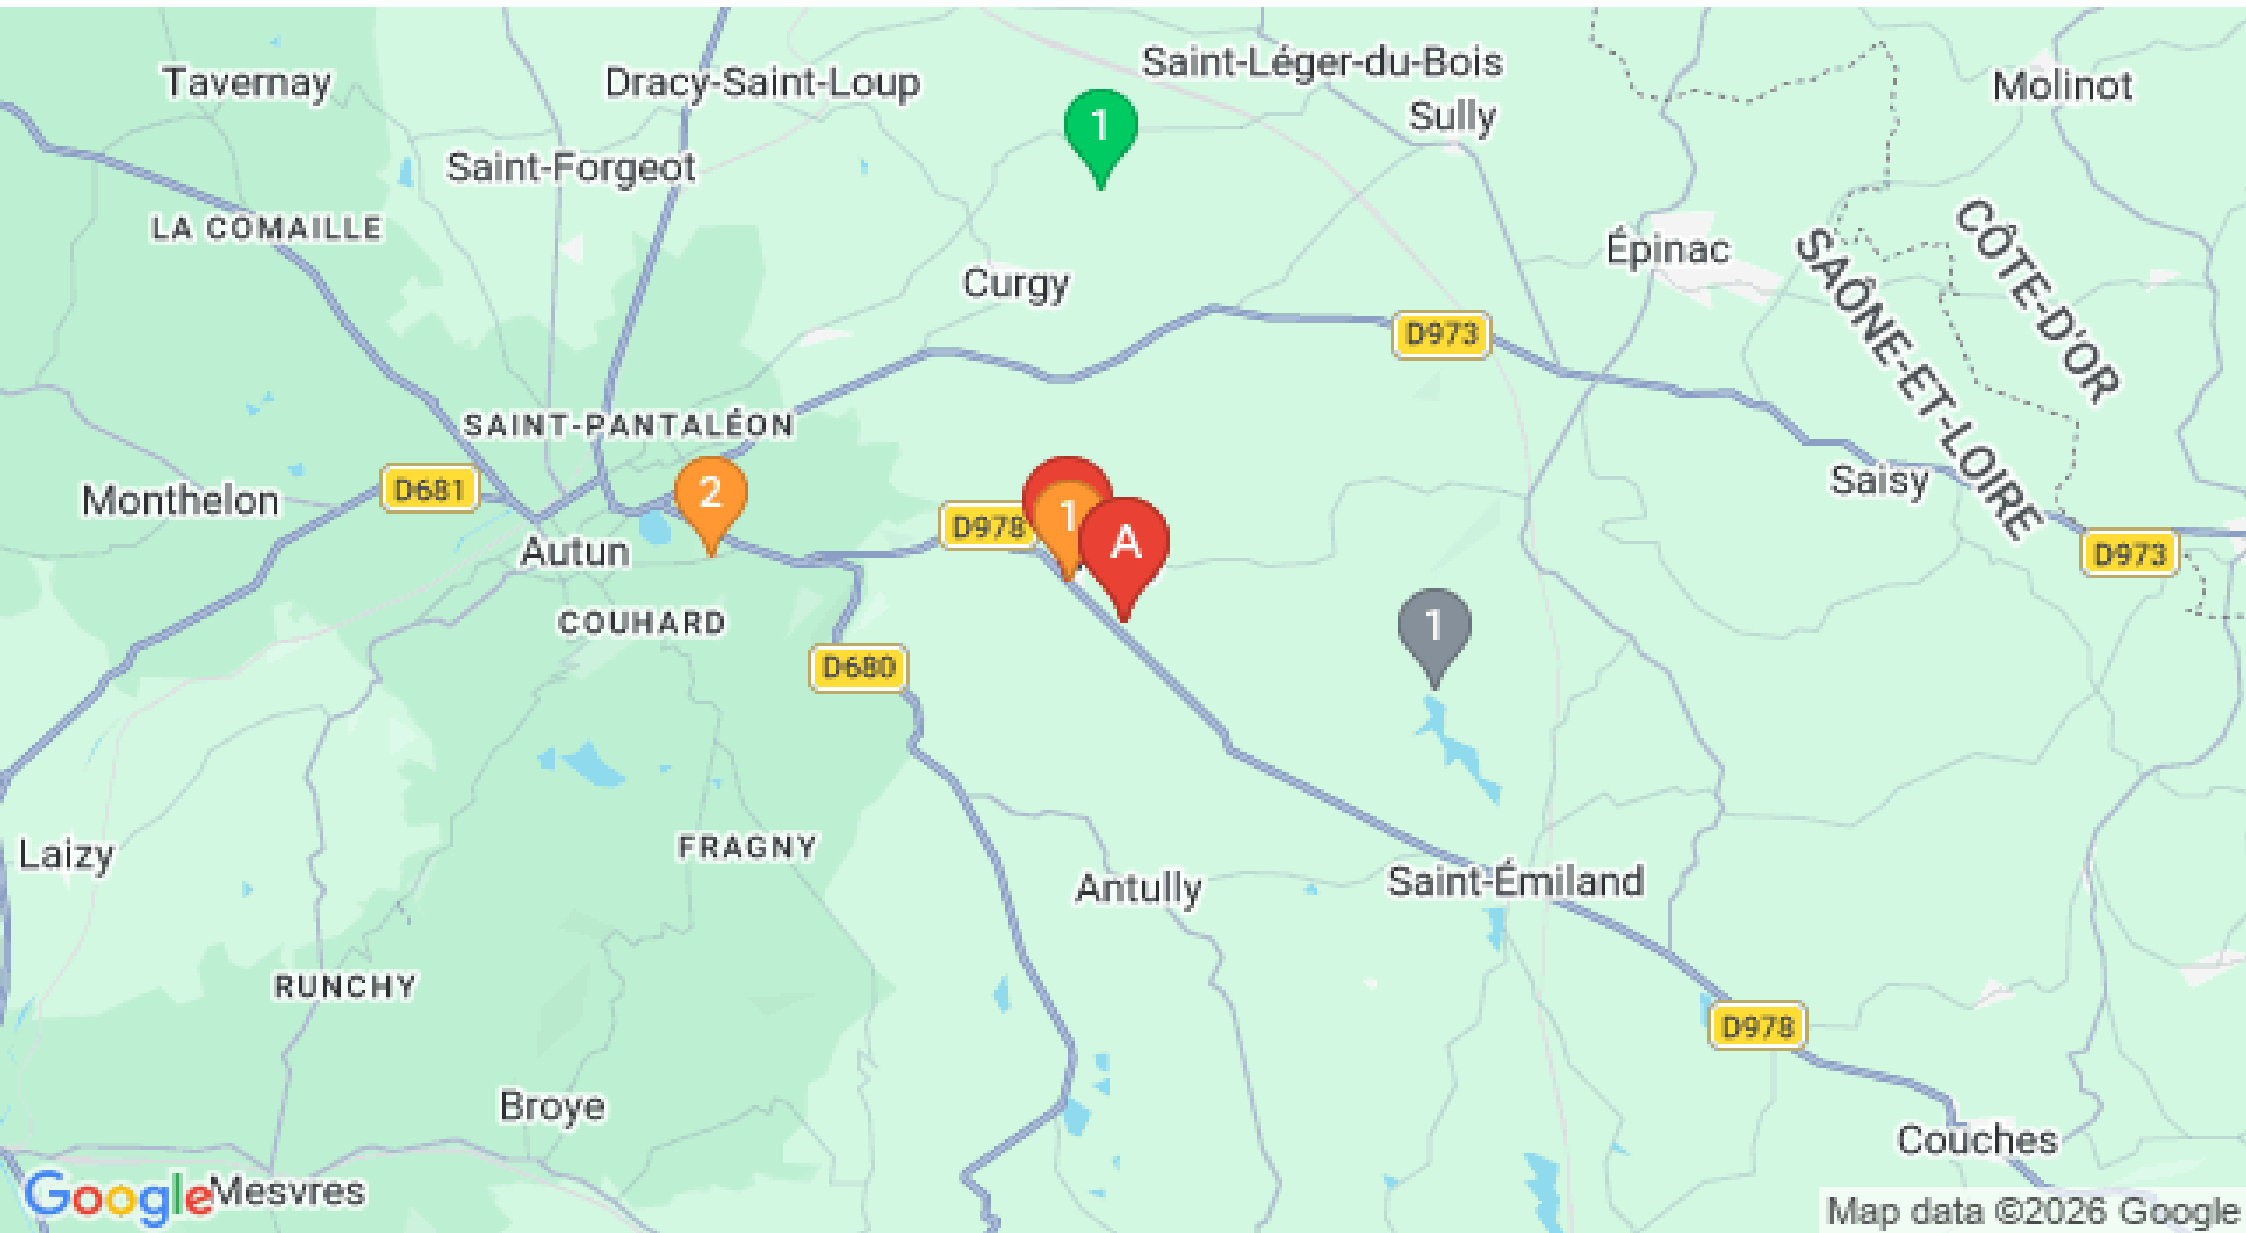 Tavernay
Dracy-Saint-Loup
Saint-Léger-du-Bois
Sully
Molinot
1
Saint-Forgeot
LA COMAILLE
Curgy
Épinac
CÔTE-D'OR
SAÔNE-ET-LOIRE
D973
SAINT-PANTALÉON
Monthelon
D681
2
D978
1
A
Saisy
D973
Autun
COUHARD
1
D680
FRAGNY
Laizy
Antully
Saint-Émiland
RUNCHY
D978
Broye
Couches
Google
Mesvres
Map data ©2026 Google